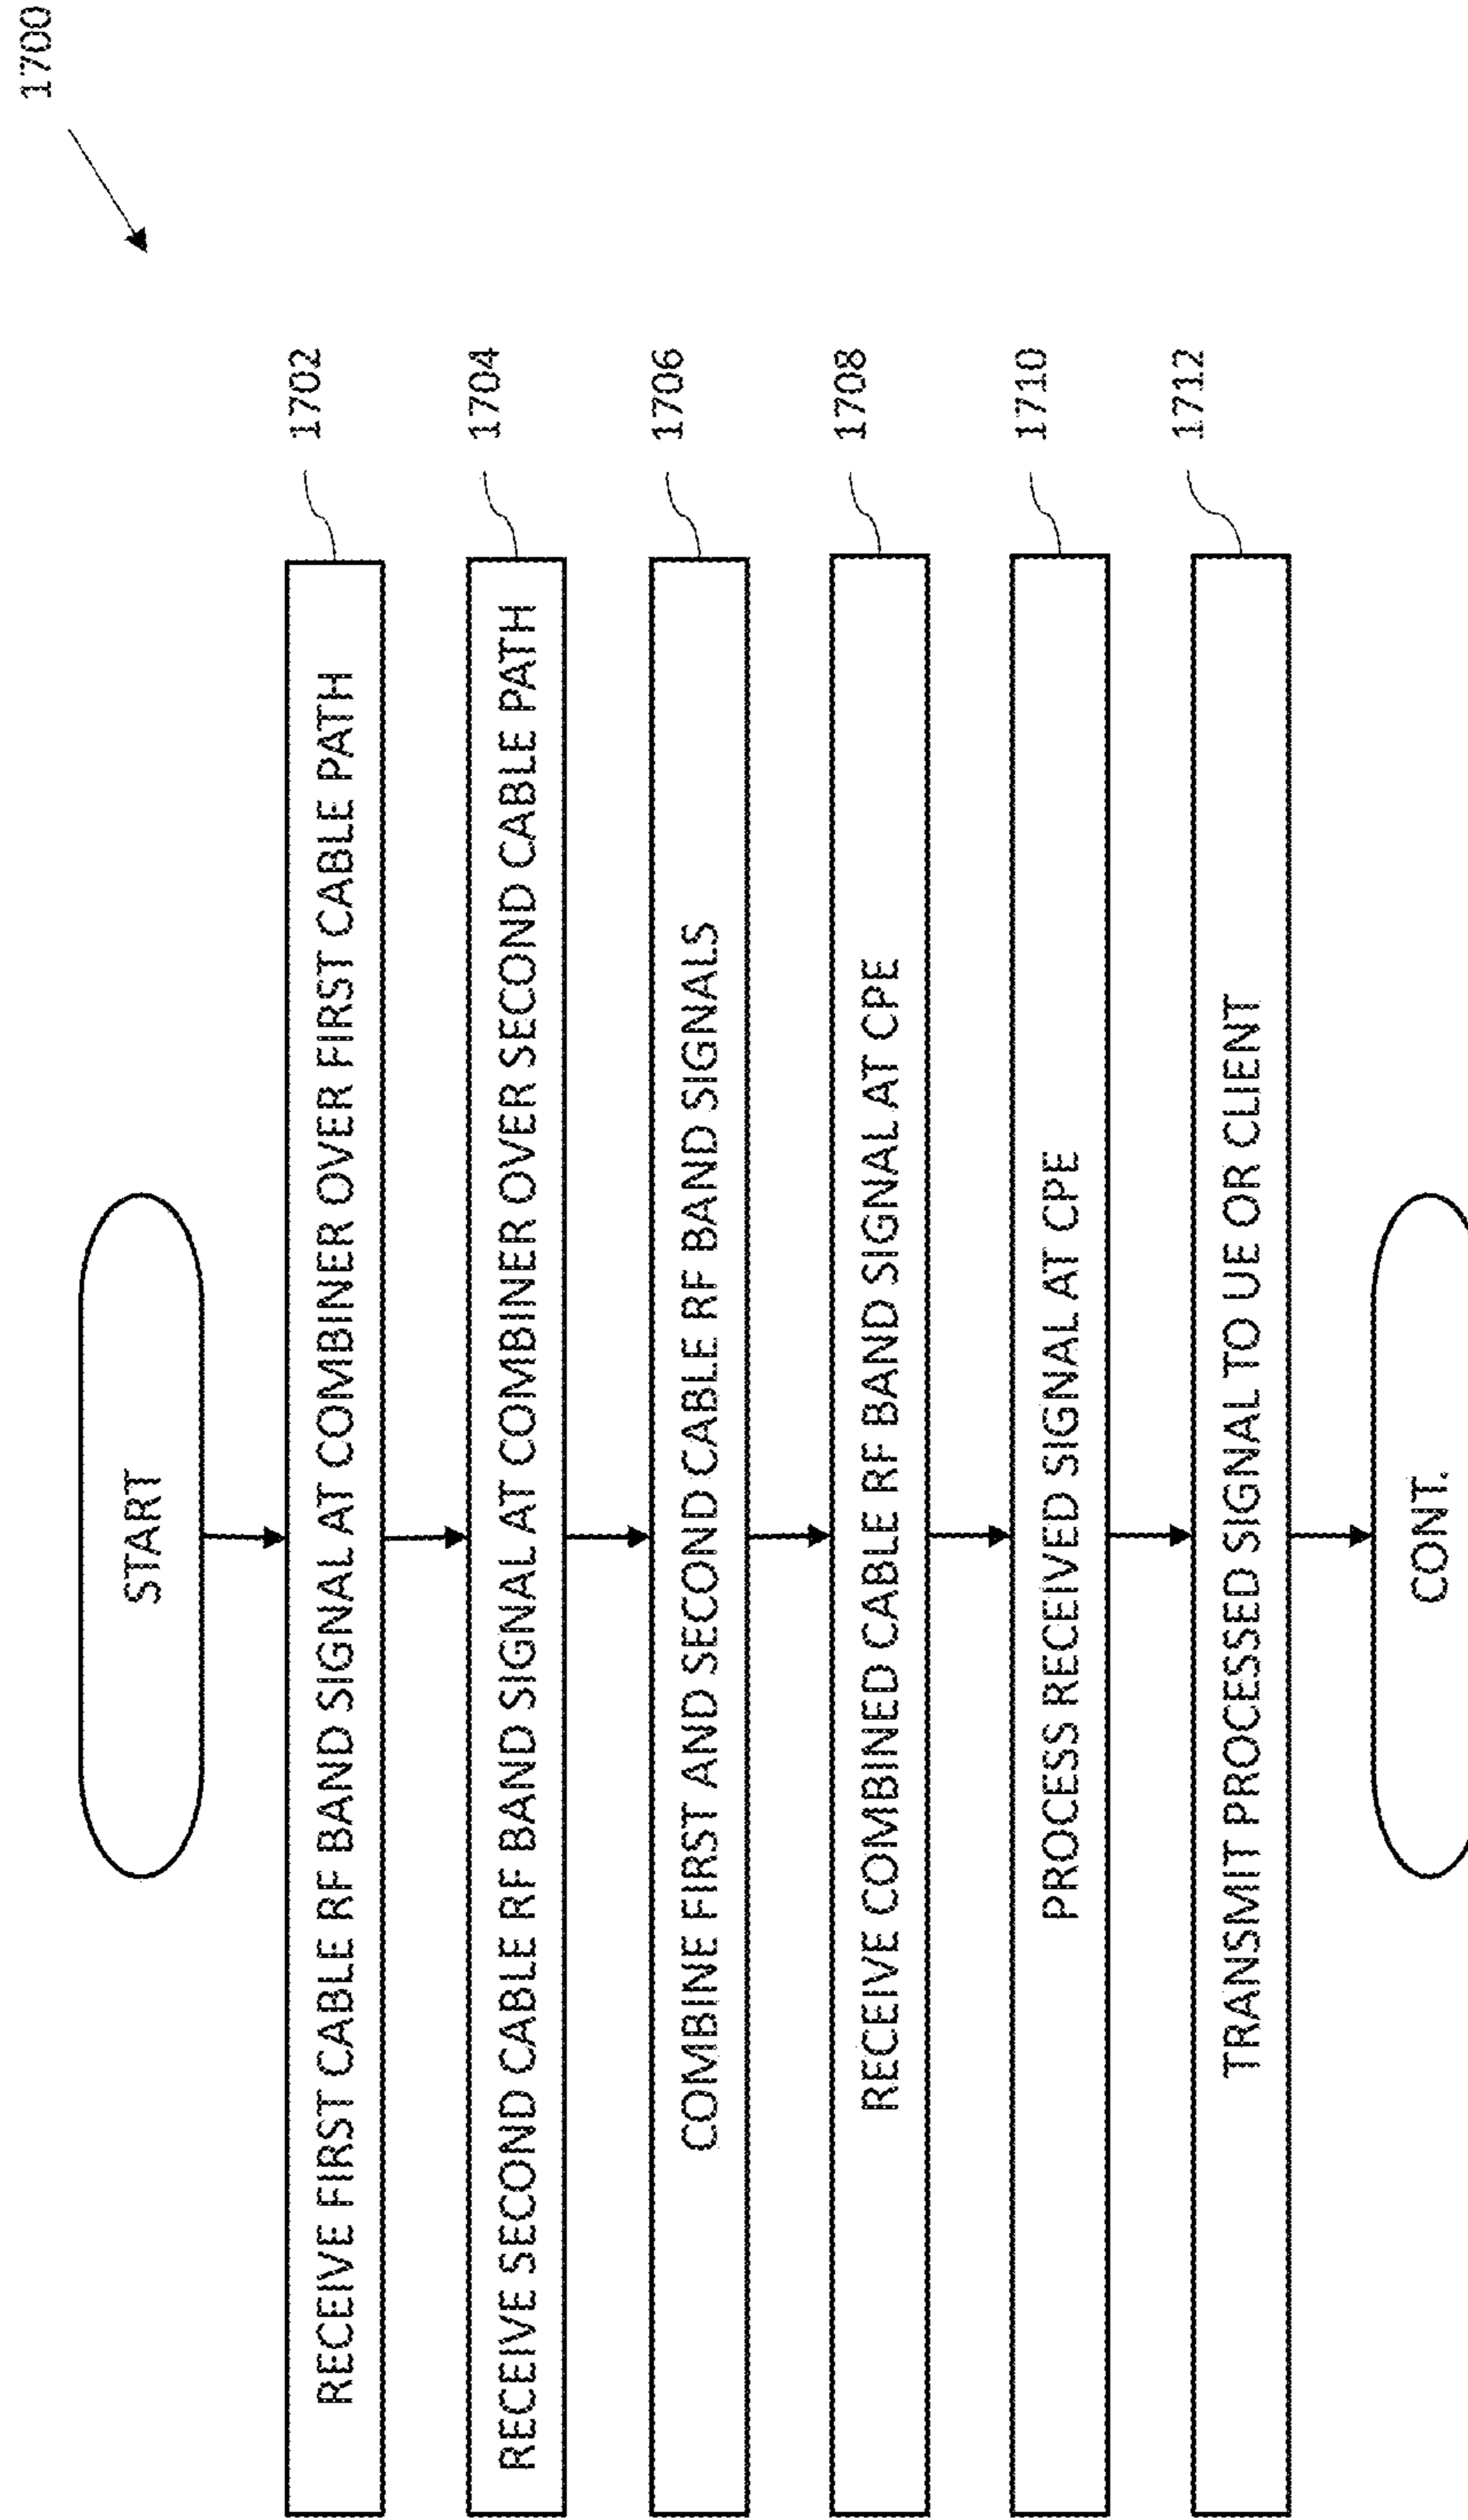 1700
START
RECEIVE FIRST CABLE RF BAND SIGNAL AT COMBINER OVER FIRST CABLE PATH
1702
RECEIVE SECOND CABLE RF BAND SIGNAL AT COMBINER OVER SECOND CABLE PATH
1704
COMBINE FIRST AND SECOND CABLE RF BAND SIGNALS
1706
RECEIVE COMBINED CABLE RF BAND SIGNAL AT CPE
1708
PROCESS RECEIVED SIGNAL AT CPE
1710
TRANSMIT PROCESSED SIGNAL TO UE OR CLIENT
1712
CONT.